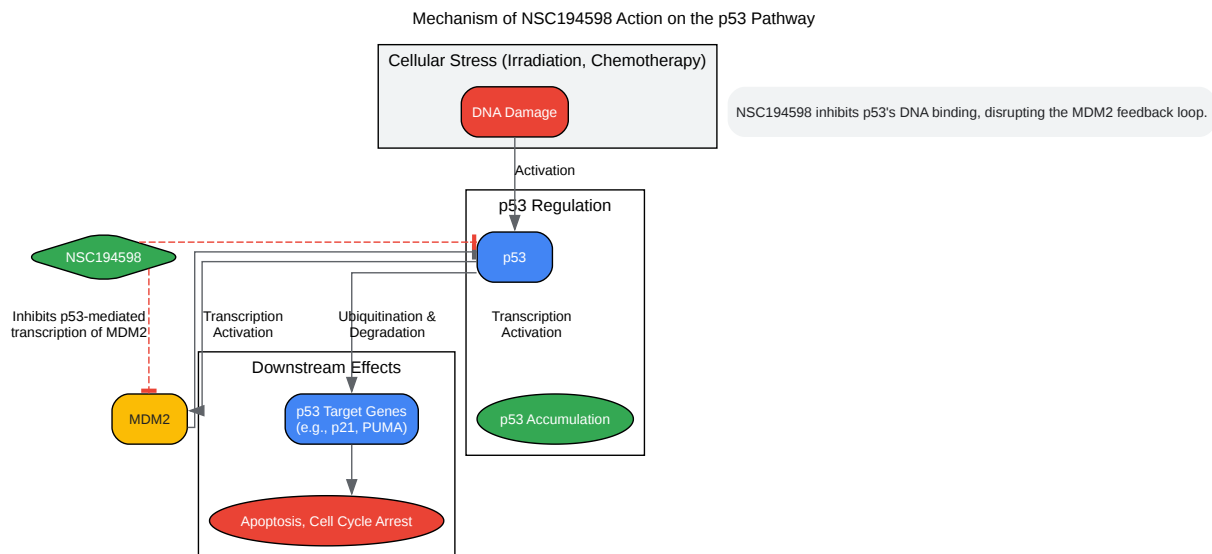 Mechanism of NSC194598 Action on the p53 Pathway
Cellular Stress (Irradiation, Chemotherapy)
DNA Damage
NSC194598 inhibits p53's DNA binding, disrupting the MDM2 feedback loop.
Activation
p53 Regulation
NSC194598
p53
Inhibits p53-mediated
transcription of MDM2
Transcription
Activation
Ubiquitination &
Degradation
Transcription
Activation
Downstream Effects
MDM2
p53 Target Genes
(e.g., p21, PUMA)
p53 Accumulation
Apoptosis, Cell Cycle Arrest